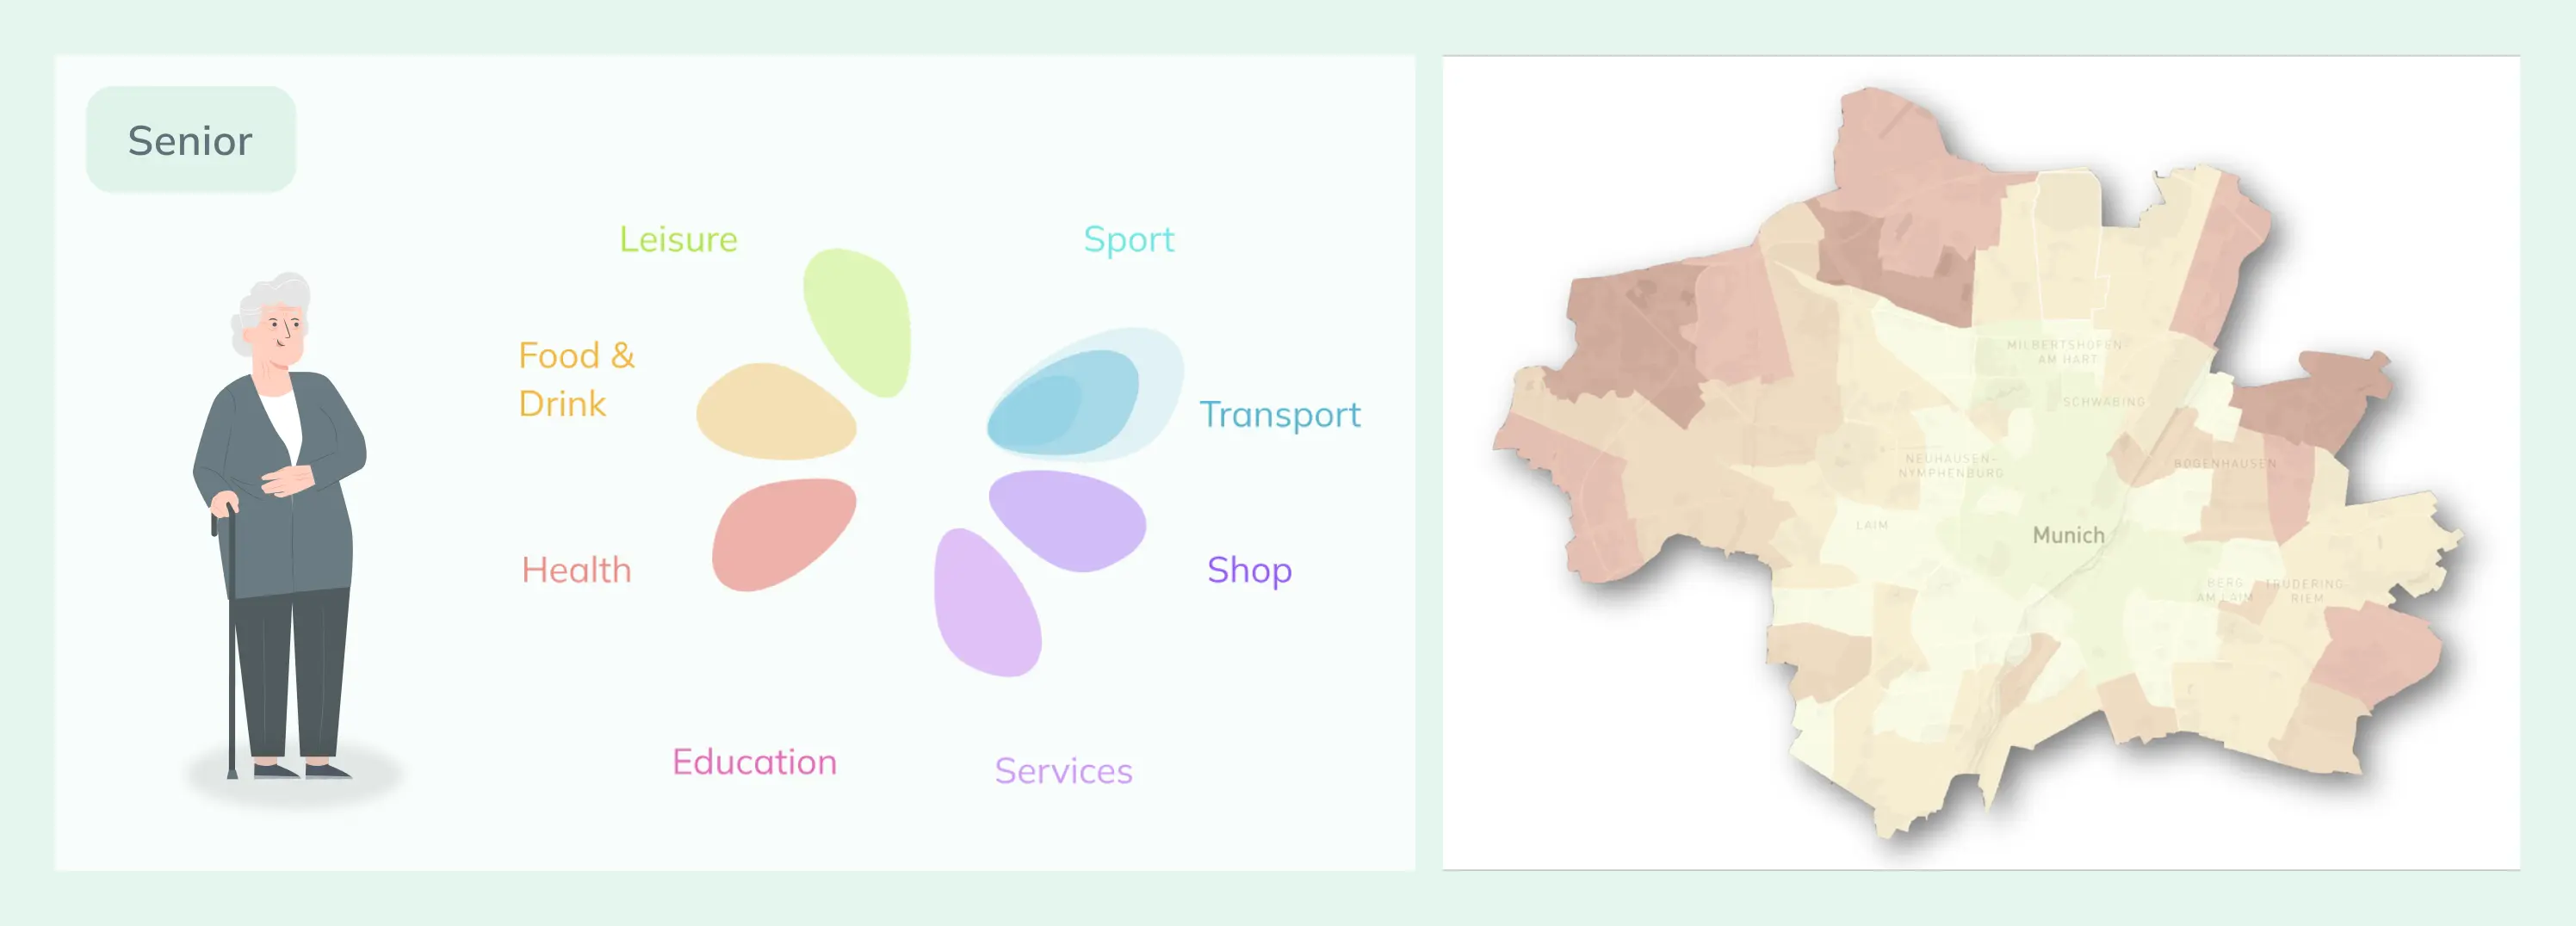 Senior
Leisure
Sport
Food &
Drink
Transport
Health
Shop
Education
Services
MILBERTSHOFEN-
AM HART
SCHWABING
NEUHAUSEN-
NYMPHENBURG
BOGENHAUSEN
LAIM
Munich
BERG
AM LAIM
TRUDERING-
RIEM